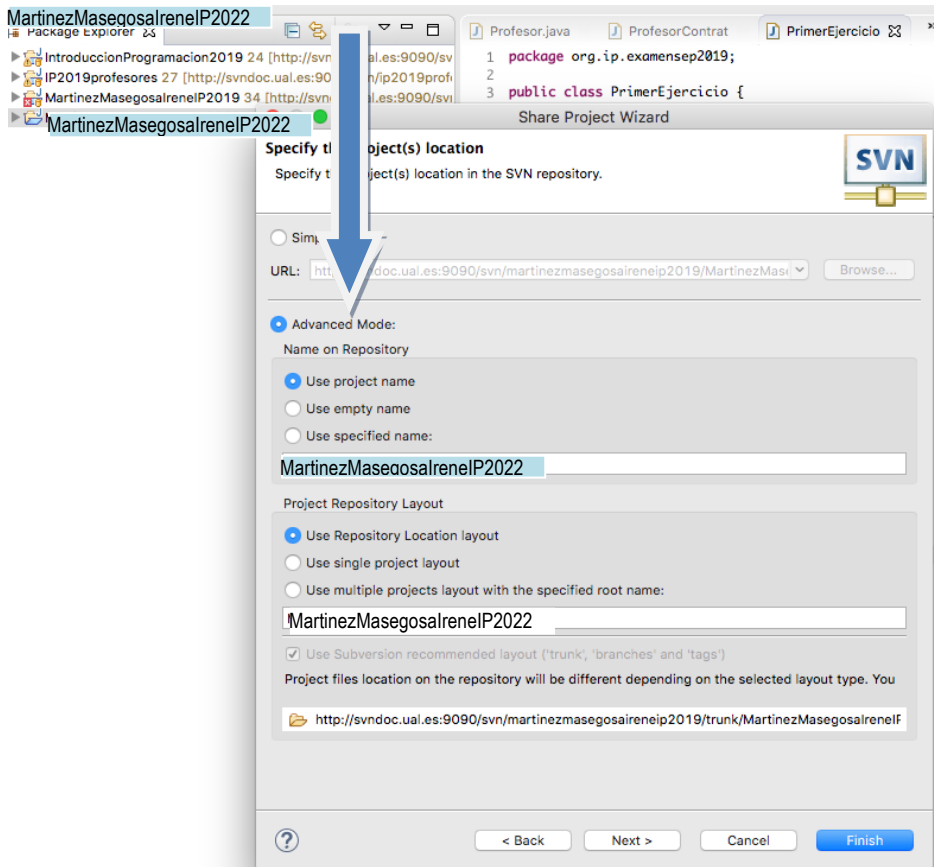 MartinezMasegosaIreneIP2022
Package Explorer
Profesor.java
ProfesorContrat
PrimerEjercicio
IntroduccionProgramacion2019 24 [http://svn al.es:9090/sv
IP2019profesores 27 [http://svndoc.ual.es:90 n/ip2019profe
MartinezMasegosaIreneIP2019 34 [http://svn es:9090/svn
MartinezMasegosaIreneIP2022
1 package org.ip.examensep2019;
2
3 public class PrimerEjercicio {
Share Project Wizard
Specify th oject(s) location
Specify t ject(s) location in the SVN repository.
SVN
Simp
URL: htt doc.ual.es:9090/svn/martinezmasegosaireneip2019/MartinezMase
Browse...
Advanced Mode:
Name on Repository
Use project name
Use empty name
Use specified name:
MartinezMasegosaIreneIP2022
Project Repository Layout
Use Repository Location layout
Use single project layout
Use multiple projects layout with the specified root name:
MartinezMasegosaIreneIP2022
Use Subversion recommended layout ('trunk', 'branches' and 'tags')
Project files location on the repository will be different depending on the selected layout type. You
http://svndoc.ual.es:9090/svn/martinezmasegosaireneip2019/trunk/MartinezMasegosaIreneIP
?
< Back
Next >
Cancel
Finish